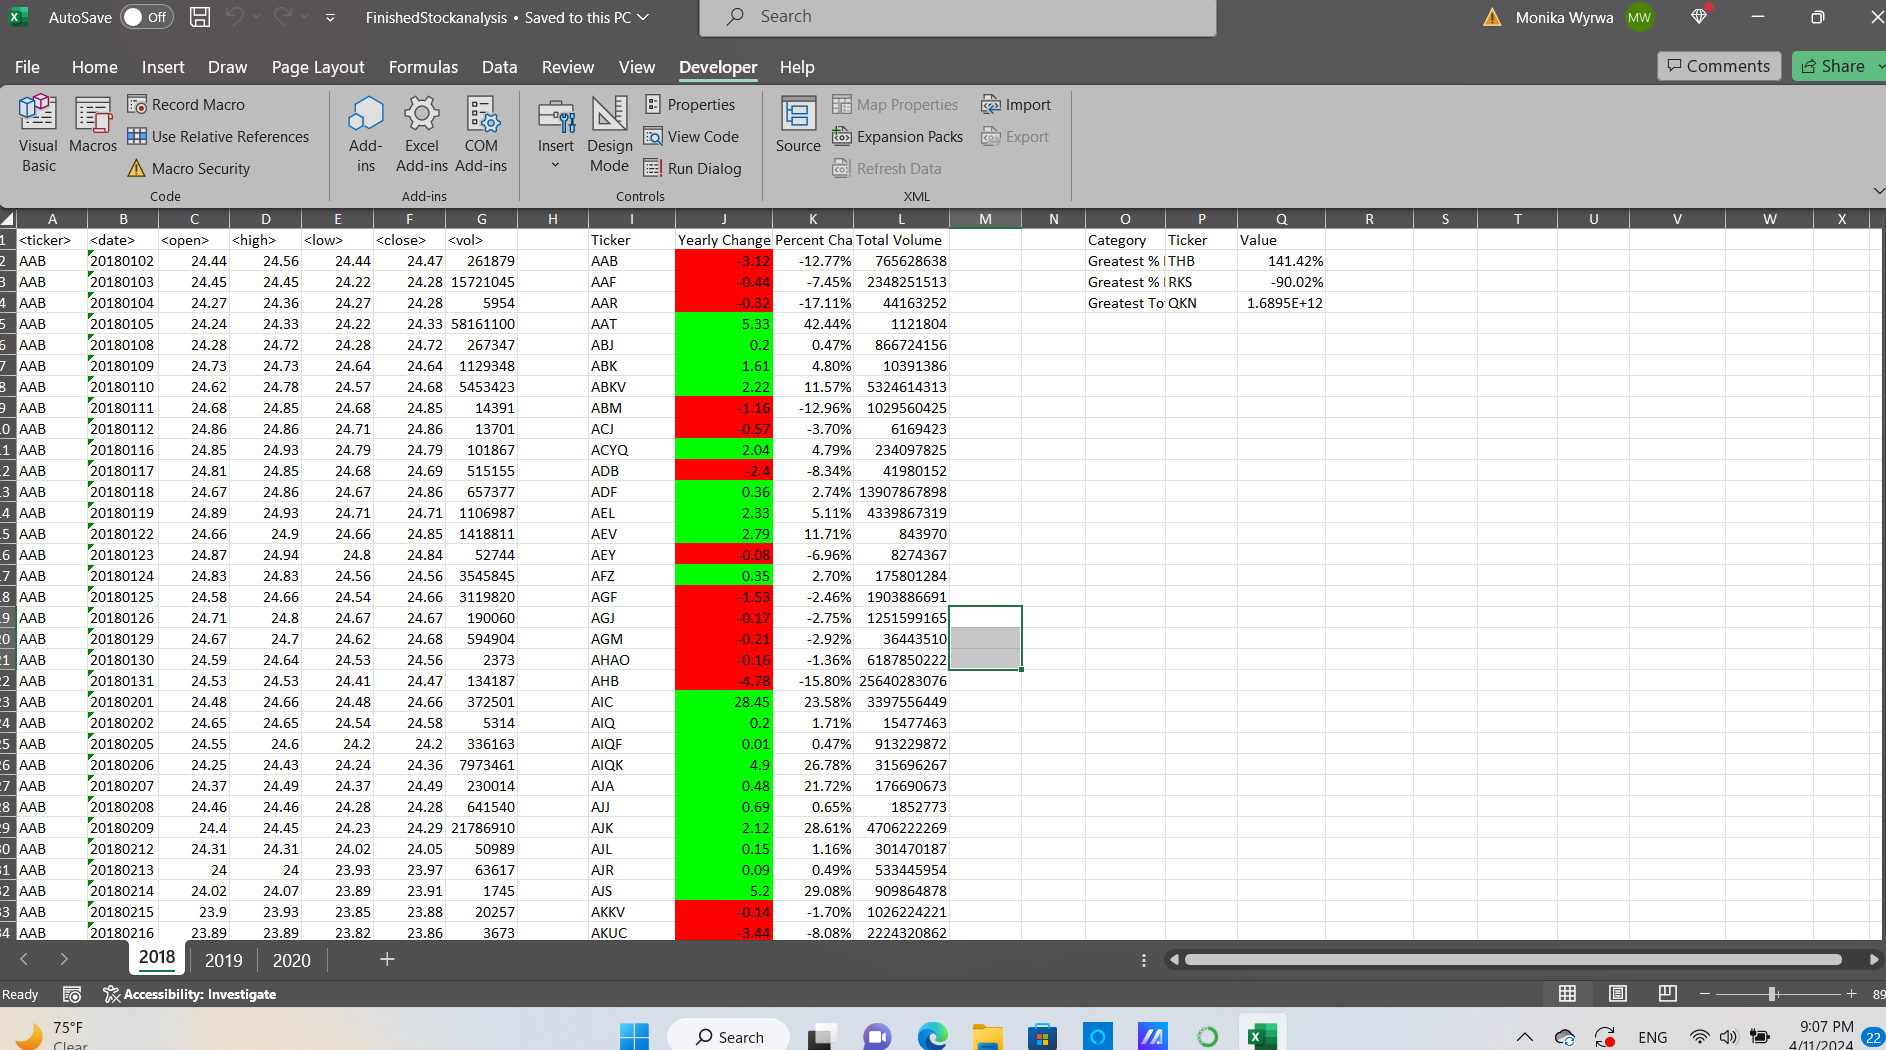 AutoSave Off FinishedStockanalysis • Saved to this PC Search Monika Wyrwa MW
File Home Insert Draw Page Layout Formulas Data Review View Developer Help Comments Share
Visual Basic Macros Record Macro Use Relative References Macro Security Code
Add-ins Excel Add-ins COM Add-ins Add-ins
Insert Design Mode Properties View Code Run Dialog Controls
Source Map Properties Expansion Packs Refresh Data Import Export XML
A B C D E F G H I J K L M N O P Q R S T U V W X
1 <ticker> <date> <open> <high> <low> <close> <vol> Ticker Yearly Change Percent Cha Total Volume Category Ticker Value
2 AAB 20180102 24.44 24.56 24.44 24.47 261879 AAB -3.12 -12.77% 765628638 Greatest % THB 141.42%
3 AAB 20180103 24.45 24.45 24.22 24.28 15721045 AAF -0.44 -7.45% 2348251513 Greatest % RKS -90.02%
4 AAB 20180104 24.27 24.36 24.27 24.28 5954 AAR -0.32 -17.11% 44163252 Greatest To QKN 1.6895E+12
5 AAB 20180105 24.24 24.33 24.22 24.33 58161100 AAT 5.33 42.44% 1121804
6 AAB 20180108 24.28 24.72 24.28 24.72 267347 ABJ 0.2 0.47% 866724156
7 AAB 20180109 24.73 24.73 24.64 24.64 1129348 ABK 1.61 4.80% 10391386
8 AAB 20180110 24.62 24.78 24.57 24.68 5453423 ABKV 2.22 11.57% 5324614313
9 AAB 20180111 24.68 24.85 24.68 24.85 14391 ABM -1.16 -12.96% 1029560425
0 AAB 20180112 24.86 24.86 24.71 24.86 13701 ACJ -0.57 -3.70% 6169423
1 AAB 20180116 24.85 24.93 24.79 24.79 101867 ACYQ 2.04 4.79% 234097825
2 AAB 20180117 24.81 24.85 24.68 24.69 515155 ADB -2.4 -8.34% 41980152
3 AAB 20180118 24.67 24.86 24.67 24.86 657377 ADF 0.36 2.74% 13907867898
4 AAB 20180119 24.89 24.93 24.71 24.71 1106987 AEL 2.33 5.11% 4339867319
5 AAB 20180122 24.66 24.9 24.66 24.85 1418811 AEV 2.79 11.71% 843970
6 AAB 20180123 24.87 24.94 24.8 24.84 52744 AEY -0.08 -6.96% 8274367
7 AAB 20180124 24.83 24.83 24.56 24.56 3545845 AFZ 0.35 2.70% 175801284
8 AAB 20180125 24.58 24.66 24.54 24.66 3119820 AGF -1.53 -2.46% 1903886691
9 AAB 20180126 24.71 24.8 24.67 24.67 190060 AGJ -0.17 -2.75% 1251599165
20 AAB 20180129 24.67 24.7 24.62 24.68 594904 AGM -0.21 -2.92% 36443510
21 AAB 20180130 24.59 24.64 24.53 24.56 2373 AHAO -0.16 -1.36% 6187850222
22 AAB 20180131 24.53 24.53 24.41 24.47 134187 AHB -4.78 -15.80% 25640283076
23 AAB 20180201 24.48 24.66 24.48 24.66 372501 AIC 28.45 23.58% 3397556449
24 AAB 20180202 24.65 24.65 24.54 24.58 5314 AIQ 0.2 1.71% 15477463
25 AAB 20180205 24.55 24.6 24.2 24.2 336163 AIQF 0.01 0.47% 913229872
26 AAB 20180206 24.25 24.43 24.24 24.36 7973461 AIQK 4.9 26.78% 315696267
27 AAB 20180207 24.37 24.49 24.37 24.49 230014 AJA 0.48 21.72% 176690673
28 AAB 20180208 24.46 24.46 24.28 24.28 641540 AJJ 0.69 0.65% 1852773
29 AAB 20180209 24.4 24.45 24.23 24.29 21786910 AJK 2.12 28.61% 4706222269
30 AAB 20180212 24.31 24.31 24.02 24.05 50989 AJL 0.15 1.16% 301470187
31 AAB 20180213 24 24 23.93 23.97 63617 AJR 0.09 0.49% 533445954
32 AAB 20180214 24.02 24.07 23.89 23.91 1745 AJS 5.2 29.08% 909864878
33 AAB 20180215 23.9 23.93 23.85 23.88 20257 AKKV -0.14 -1.70% 1026224221
34 AAB 20180216 23.89 23.89 23.82 23.86 3673 AKUC -3.44 -8.08% 2224320862
2018 2019 2020
Ready Accessibility: Investigate 89
75°F Clear Search ENG 9:07 PM 4/11/2024 22